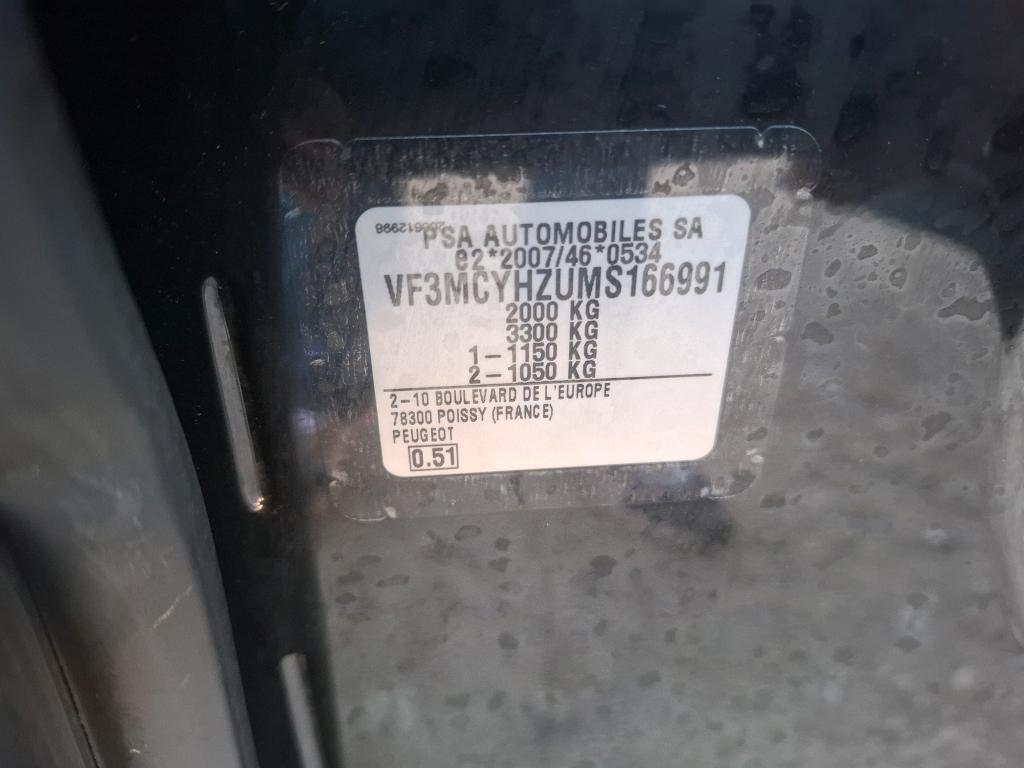 266612998
PSA AUTOMOBILES SA
e2*2007/46*0534
VF3MCYHZUMS166991
2000 KG
3300 KG
1-1150 KG
2-1050 KG
2-10 BOULEVARD DE L'EUROPE
78300 POISSY (FRANCE)
PEUGEOT
0.51